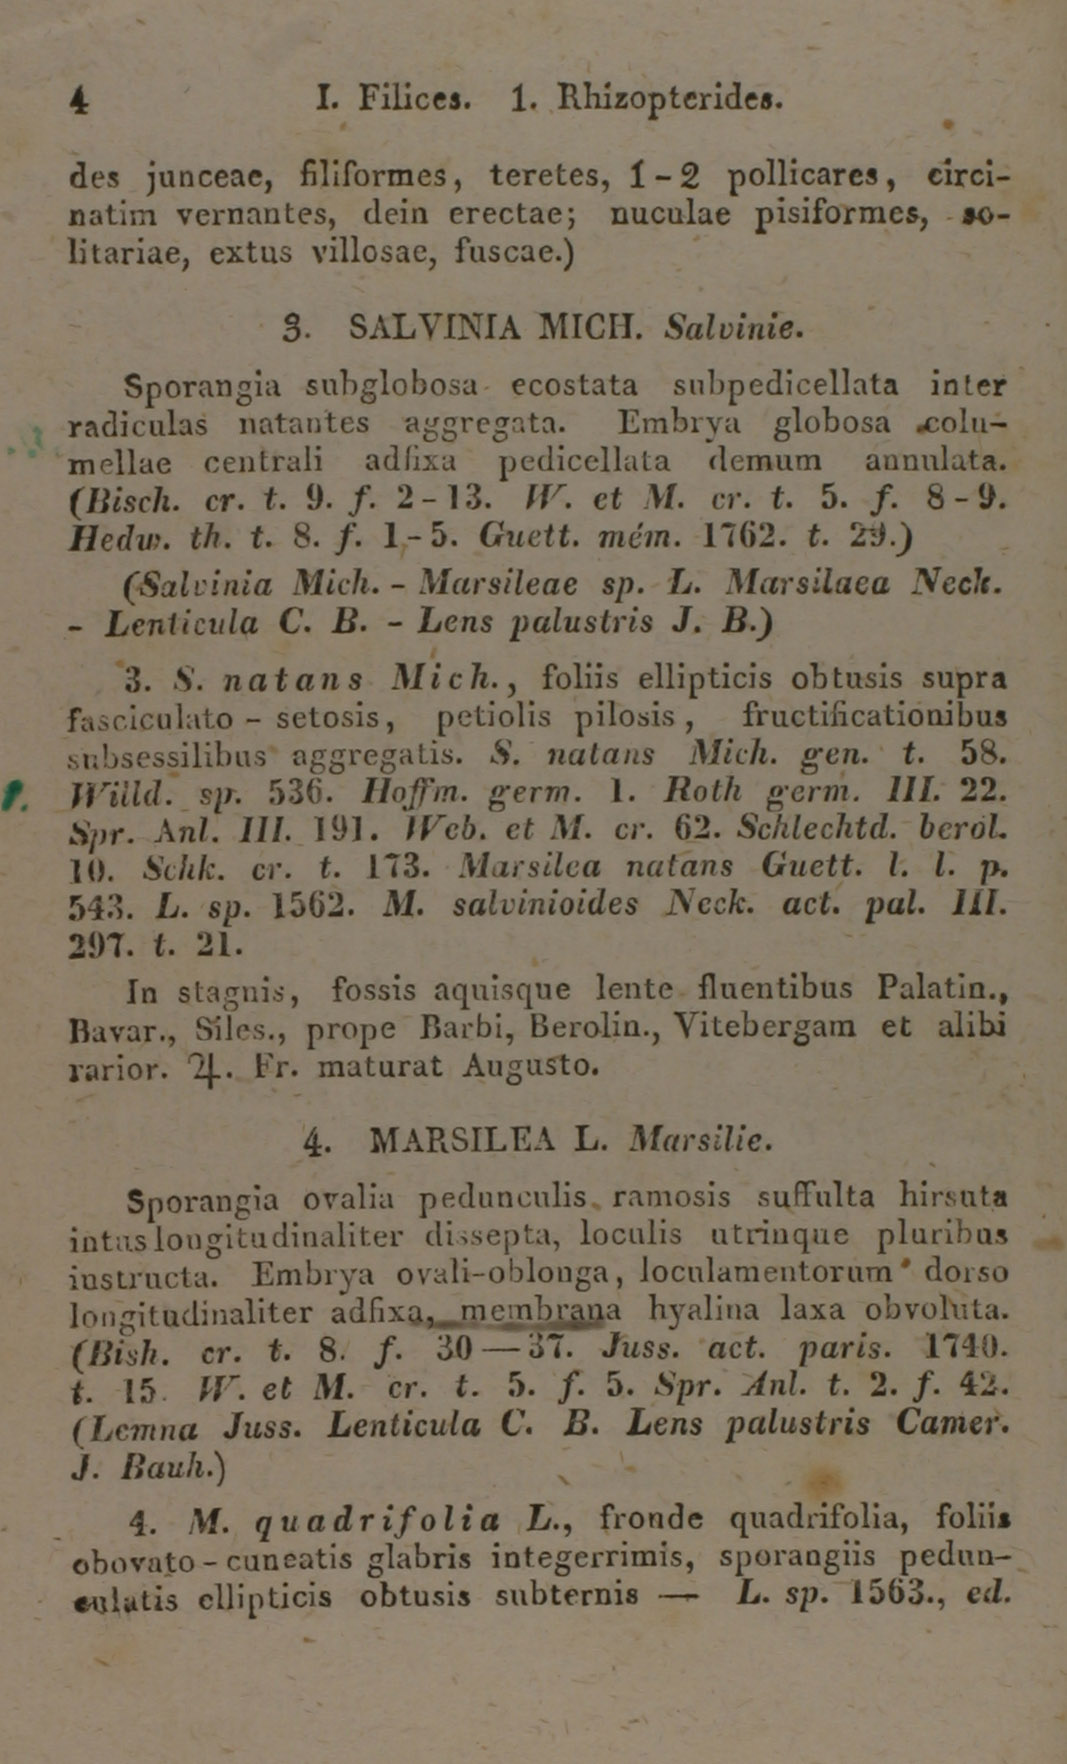 4 I. Filices. 1. Rhizopterides.
des junceae, filiformes, teretes, 1-2 pollicares, circi-
natim vernantes, dein erectae; nuculae pisiformes, so-
litariae, extus villosae, fuscae.)
3. SALVINIA MICH. Salvinie.
Sporangia subglobosa ecostata subpedicellata inter
radiculas natantes aggregata. Embrya globosa colu-
mellae centrali adfixa pedicellata demum annulata.
(Bisch. cr. t. 9. f. 2-13. W. et M. cr. t. 5. f. 8-9.
Hedw. th. t. 8. f. 1-5. Guett. mém. 1762. t. 29.)
(Salvinia Mich. - Marsileae sp. L. Marsilaea Neck.
- Lenticula C. B. - Lens palustris J. B.)
3. S. natans Mich., foliis ellipticis obtusis supra
fasciculato-setosis, petiolis pilosis, fructificationibus
subsessilibus aggregatis. S. natans Mich. gen. t. 58.
Willd. sp. 536. Hoffm. germ. 1. Roth germ. III. 22.
Spr. Anl. III. 191. Web. et M. cr. 62. Schlechtd. berol.
10. Schk. cr. t. 173. Marsilea natans Guett. l. l. p.
543. L. sp. 1562. M. salvinioides Neck. act. pal. III.
297. t. 21.
In stagnis, fossis aquisque lente fluentibus Palatin.,
Bavar., Siles., prope Barbi, Berolin., Vitebergam et alibi
rarior. ♃. Fr. maturat Augusto.
4. MARSILEA L. Marsilie.
Sporangia ovalia pedunculis ramosis suffulta hirsuta
intus longitudinaliter dissepta, loculis utrinque pluribus
instructa. Embrya ovali-oblonga, loculamentorum dorso
longitudinaliter adfixa, membrana hyalina laxa obvoluta.
(Bish. cr. t. 8. f. 30—37. Juss. act. paris. 1740.
t. 15. W. et M. cr. t. 5. f. 5. Spr. Anl. t. 2. f. 42.
(Lemna Juss. Lenticula C. B. Lens palustris Camer.
J. Bauh.)
4. M. quadrifolia L., fronde quadrifolia, foliis
obovato-cuneatis glabris integerrimis, sporangiis pedun-
culatis ellipticis obtusis subternis — L. sp. 1563., ed.